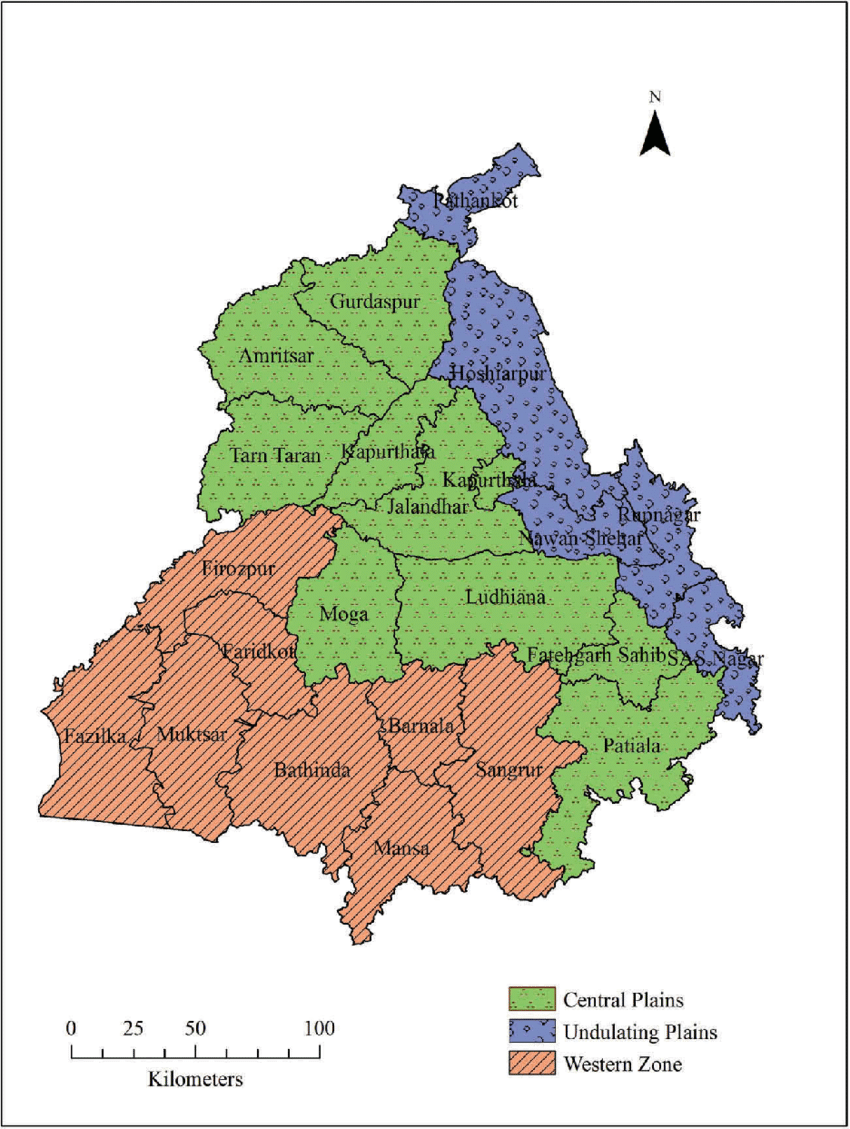 N
Pathankot
Gurdaspur
Amritsar
Hoshiarpur
Tarn Taran
Kapurthala
Kapurthala
Jalandhar
Rupnagar
Nawan Shehar
Firozpur
Ludhiana
Moga
Faridkot
Fatehgarh Sahib
SAS Nagar
Fazilka
Muktsar
Barnala
Patiala
Bathinda
Sangrur
Mansa
Central Plains
0 25 50 100
Undulating Plains
Western Zone
Kilometers